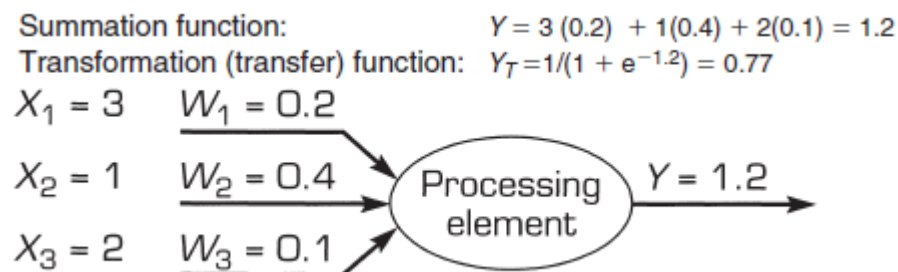 Summation function: Y = 3 (0.2) + 1(0.4) + 2(0.1) = 1.2
Transformation (transfer) function: Y_T =1/(1 + e^−1.2) = 0.77
X₁ = 3 W₁ = 0.2
X₂ = 1 W₂ = 0.4 Processing element Y = 1.2
X₃ = 2 W₃ = 0.1